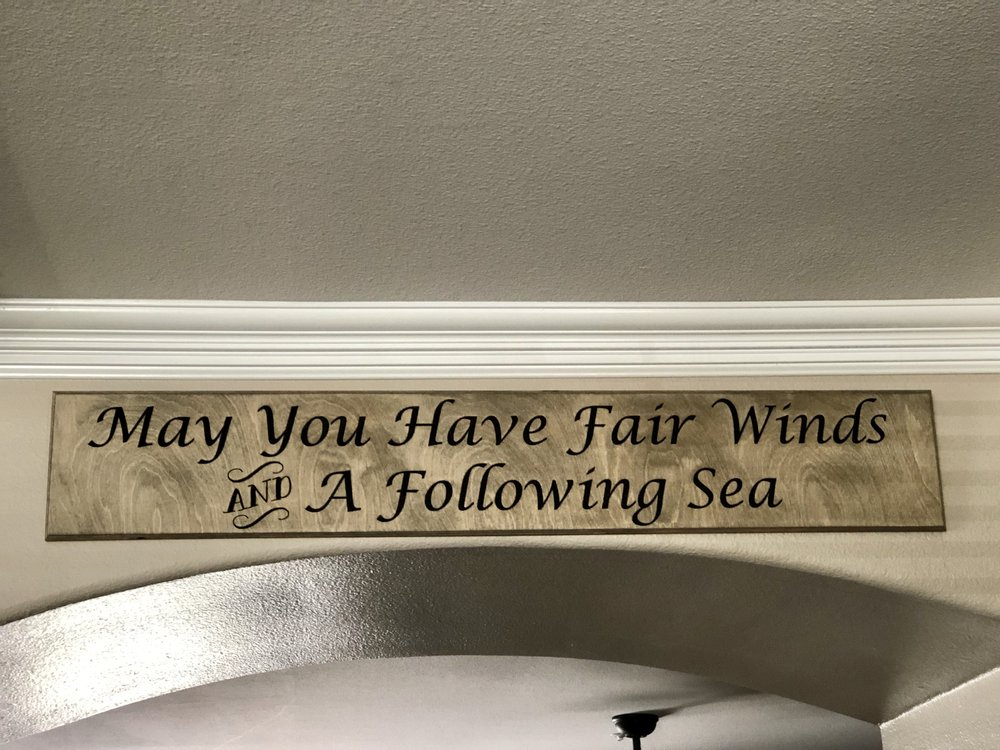 May You Have Fair Winds
AND A Following Sea